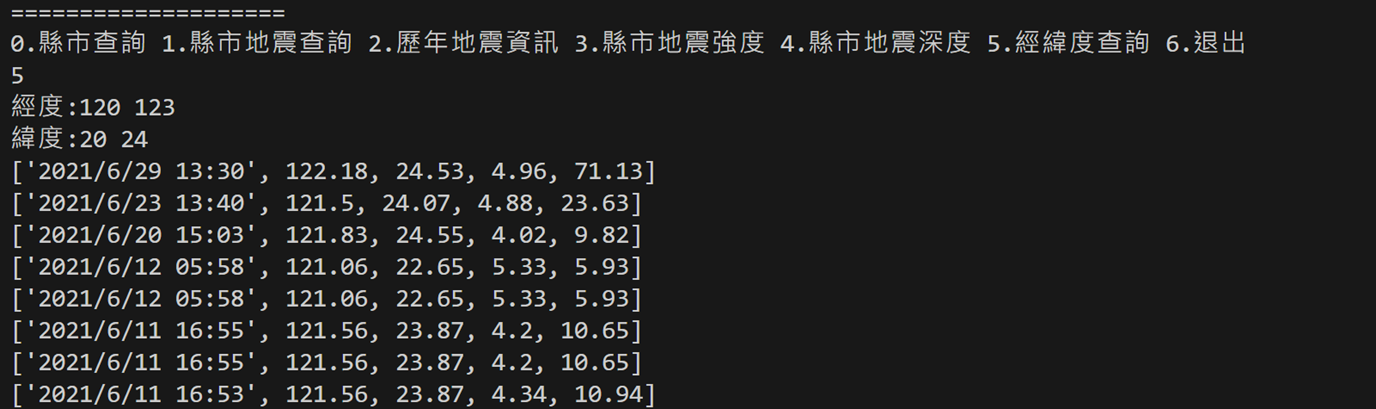 ====================
0.縣市查詢 1.縣市地震查詢 2.歷年地震資訊 3.縣市地震強度 4.縣市地震深度 5.經緯度查詢 6.退出
5
經度:120 123
緯度:20 24
['2021/6/29 13:30', 122.18, 24.53, 4.96, 71.13]
['2021/6/23 13:40', 121.5, 24.07, 4.88, 23.63]
['2021/6/20 15:03', 121.83, 24.55, 4.02, 9.82]
['2021/6/12 05:58', 121.06, 22.65, 5.33, 5.93]
['2021/6/12 05:58', 121.06, 22.65, 5.33, 5.93]
['2021/6/11 16:55', 121.56, 23.87, 4.2, 10.65]
['2021/6/11 16:55', 121.56, 23.87, 4.2, 10.65]
['2021/6/11 16:53', 121.56, 23.87, 4.34, 10.94]